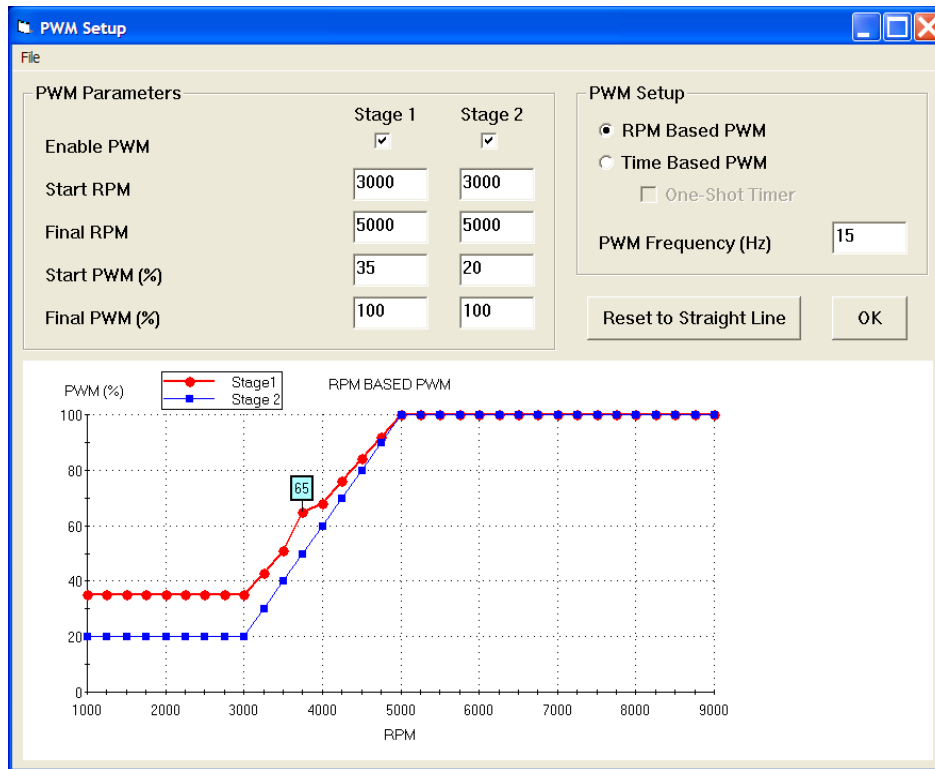 PWM Setup
File
PWM Parameters
Stage 1 Stage 2
Enable PWM
Start RPM 3000 3000
Final RPM 5000 5000
Start PWM (%) 35 20
Final PWM (%) 100 100
PWM Setup
RPM Based PWM
Time Based PWM
One-Shot Timer
PWM Frequency (Hz) 15
Reset to Straight Line OK
PWM (%) Stage1 RPM BASED PWM
Stage 2
100
80
65
60
40
20
0
1000 2000 3000 4000 5000 6000 7000 8000 9000
RPM